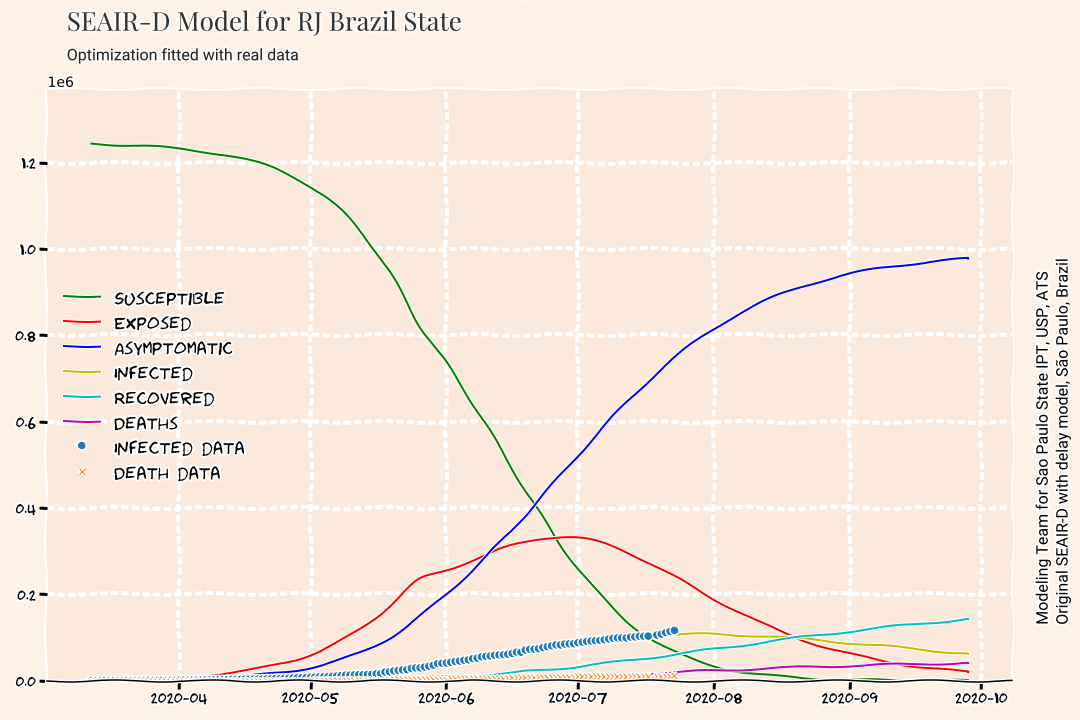 SEAIR-D Model for RJ Brazil State
Optimization fitted with real data
1e6
1.2
1.0
0.8
0.6
0.4
0.2
0.0
SUSCEPTIBLE
EXPOSED
ASYMPTOMATIC
INFECTED
RECOVERED
DEATHS
INFECTED DATA
DEATH DATA
2020-04
2020-05
2020-06
2020-07
2020-08
2020-09
2020-10
Modeling Team for Sao Paulo State IPT, USP, ATS
Original SEAIR-D with delay model, São Paulo, Brazil